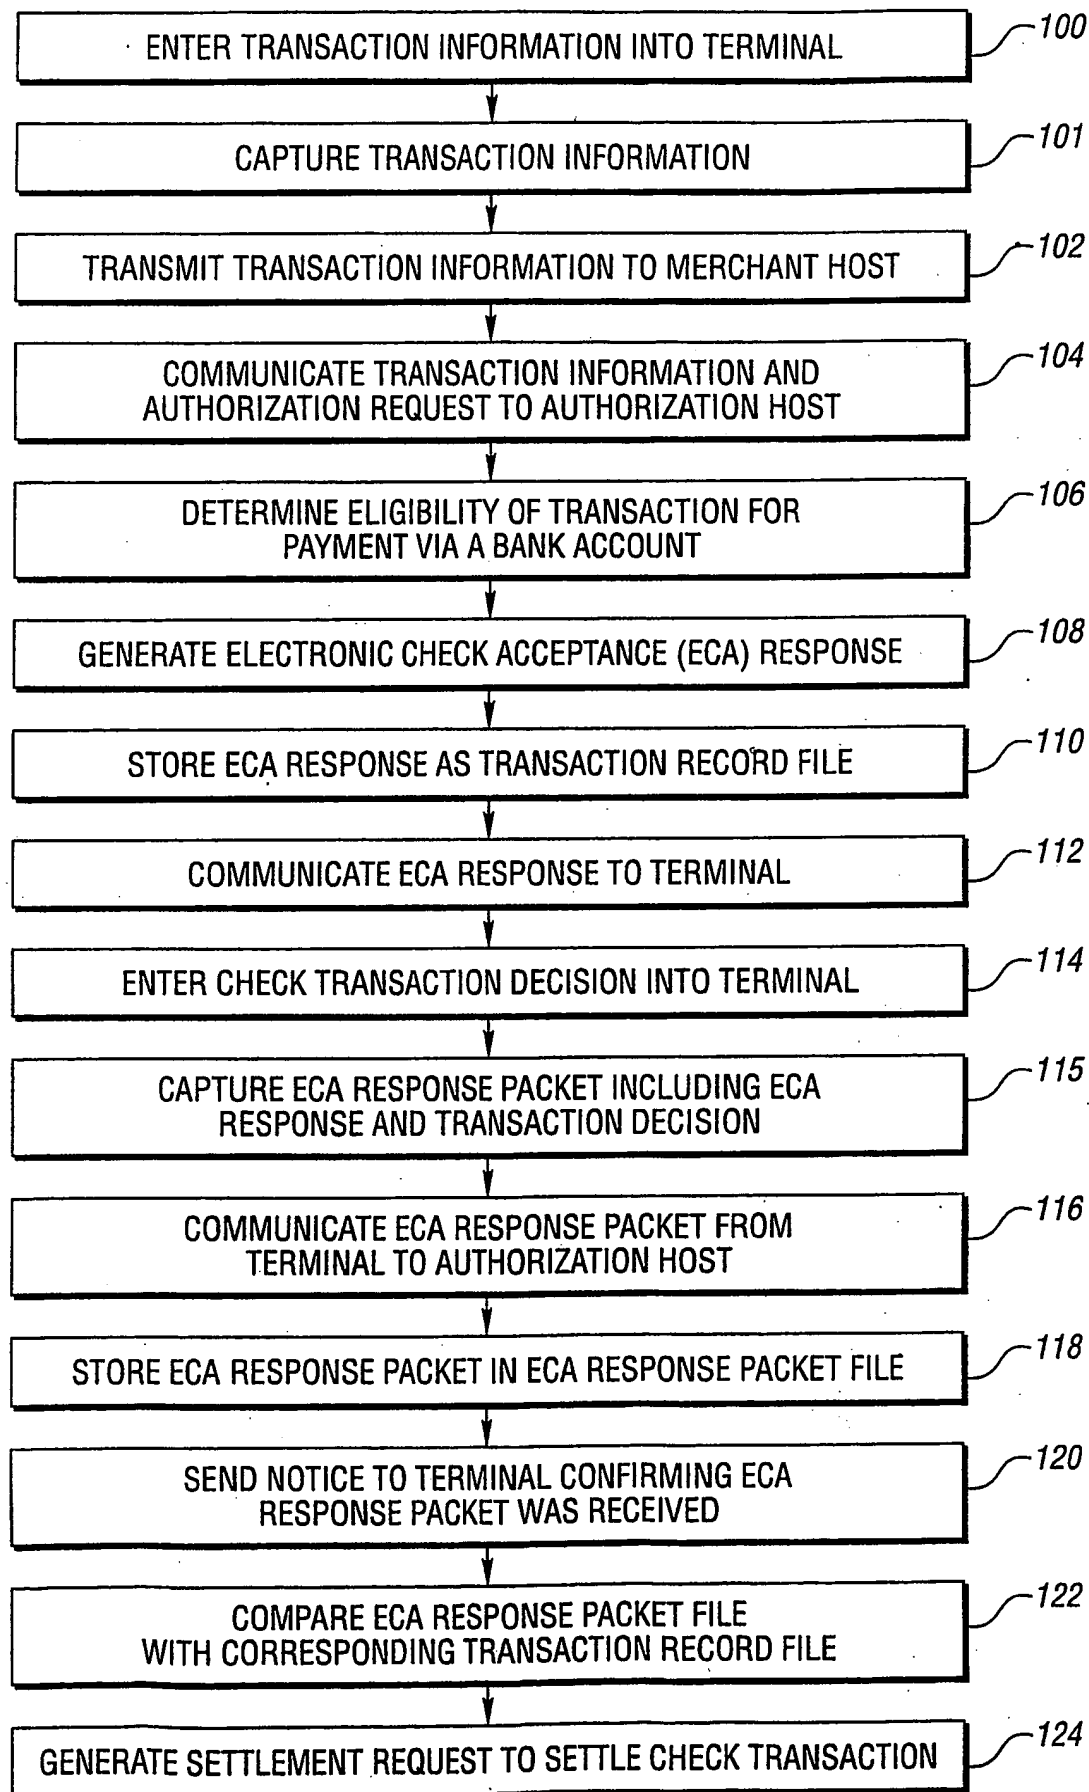 ENTER TRANSACTION INFORMATION INTO TERMINAL
100
CAPTURE TRANSACTION INFORMATION
101
TRANSMIT TRANSACTION INFORMATION TO MERCHANT HOST
102
COMMUNICATE TRANSACTION INFORMATION AND
AUTHORIZATION REQUEST TO AUTHORIZATION HOST
104
DETERMINE ELIGIBILITY OF TRANSACTION FOR
PAYMENT VIA A BANK ACCOUNT
106
GENERATE ELECTRONIC CHECK ACCEPTANCE (ECA) RESPONSE
108
STORE ECA RESPONSE AS TRANSACTION RECORD FILE
110
COMMUNICATE ECA RESPONSE TO TERMINAL
112
ENTER CHECK TRANSACTION DECISION INTO TERMINAL
114
CAPTURE ECA RESPONSE PACKET INCLUDING ECA
RESPONSE AND TRANSACTION DECISION
115
COMMUNICATE ECA RESPONSE PACKET FROM
TERMINAL TO AUTHORIZATION HOST
116
STORE ECA RESPONSE PACKET IN ECA RESPONSE PACKET FILE
118
SEND NOTICE TO TERMINAL CONFIRMING ECA
RESPONSE PACKET WAS RECEIVED
120
COMPARE ECA RESPONSE PACKET FILE
WITH CORRESPONDING TRANSACTION RECORD FILE
122
GENERATE SETTLEMENT REQUEST TO SETTLE CHECK TRANSACTION
124